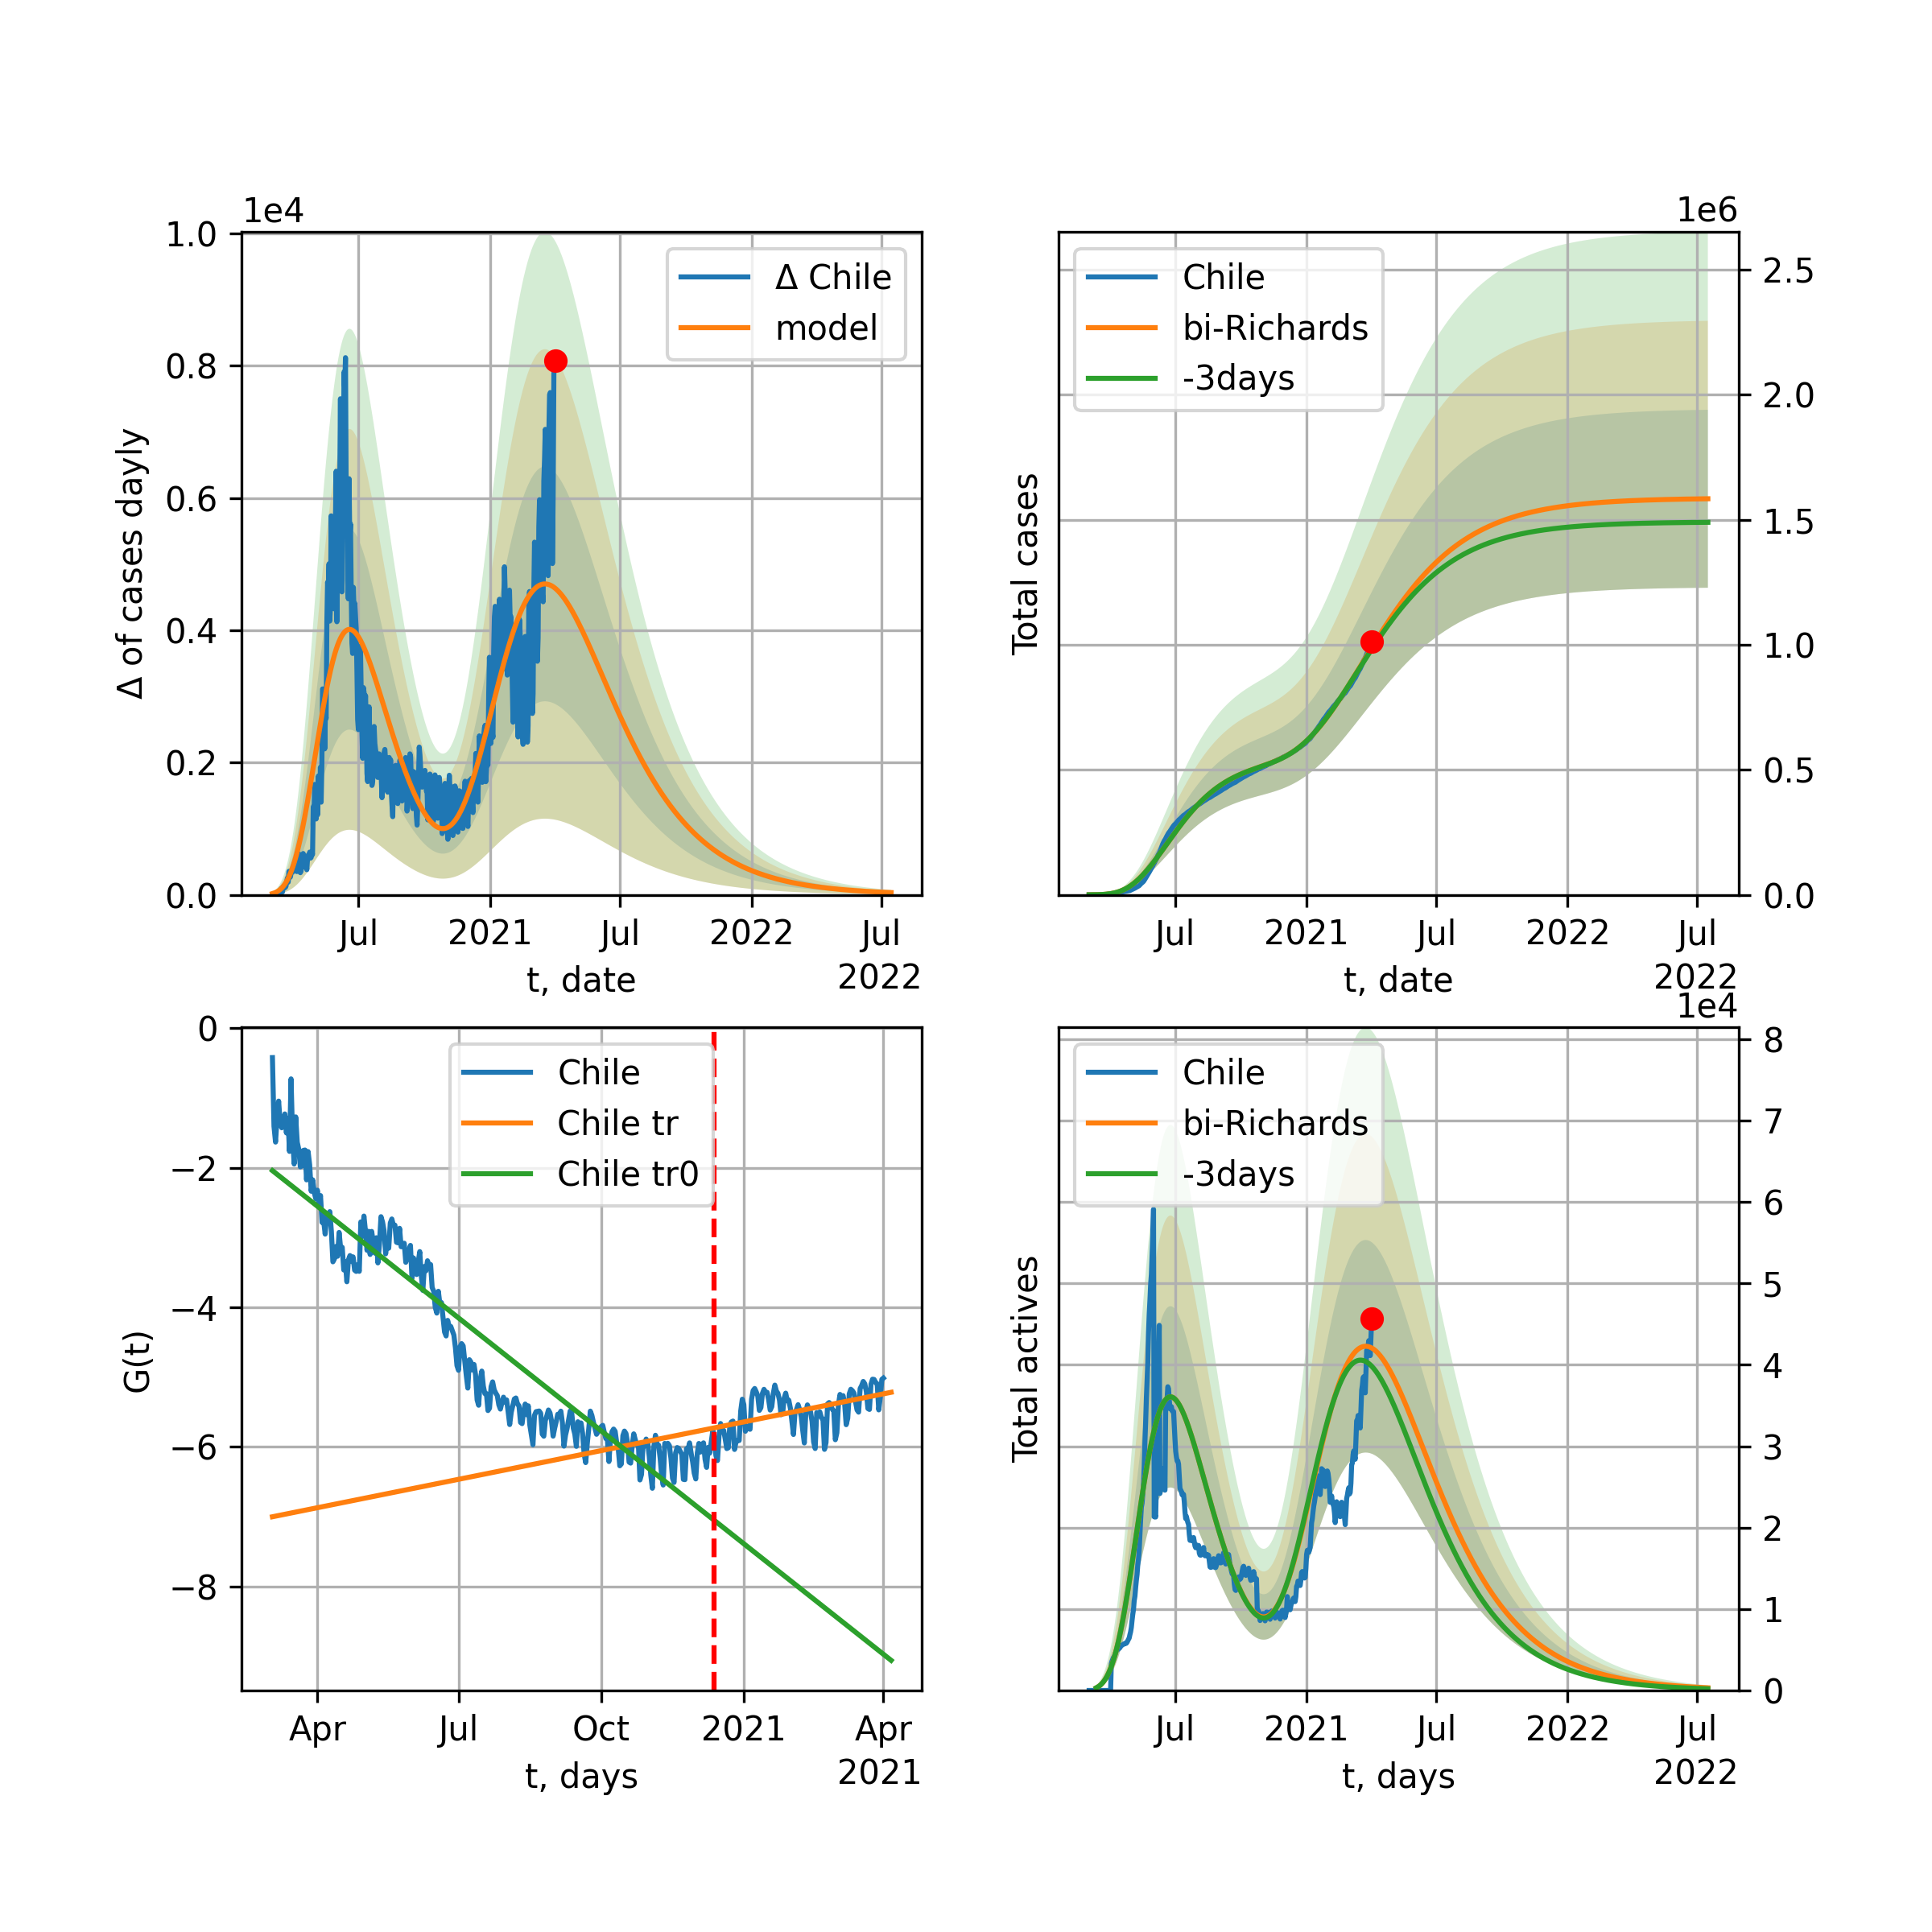 1e4
1.0
0.8
0.6
0.4
0.2
0.0
Δ of cases dayly
Δ Chile
model
Jul
2021
Jul
2022
Jul
2022
t, date
1e6
Chile
bi-Richards
-3days
Total cases
2.5
2.0
1.5
1.0
0.5
0.0
Jul
2021
Jul
2022
Jul
2022
t, date
0
−2
−4
−6
−8
G(t)
Chile
Chile tr
Chile tr0
Apr
Jul
Oct
2021
Apr
2021
t, days
1e4
Chile
bi-Richards
-3days
Total actives
8
7
6
5
4
3
2
1
0
Jul
2021
Jul
2022
Jul
2022
t, days